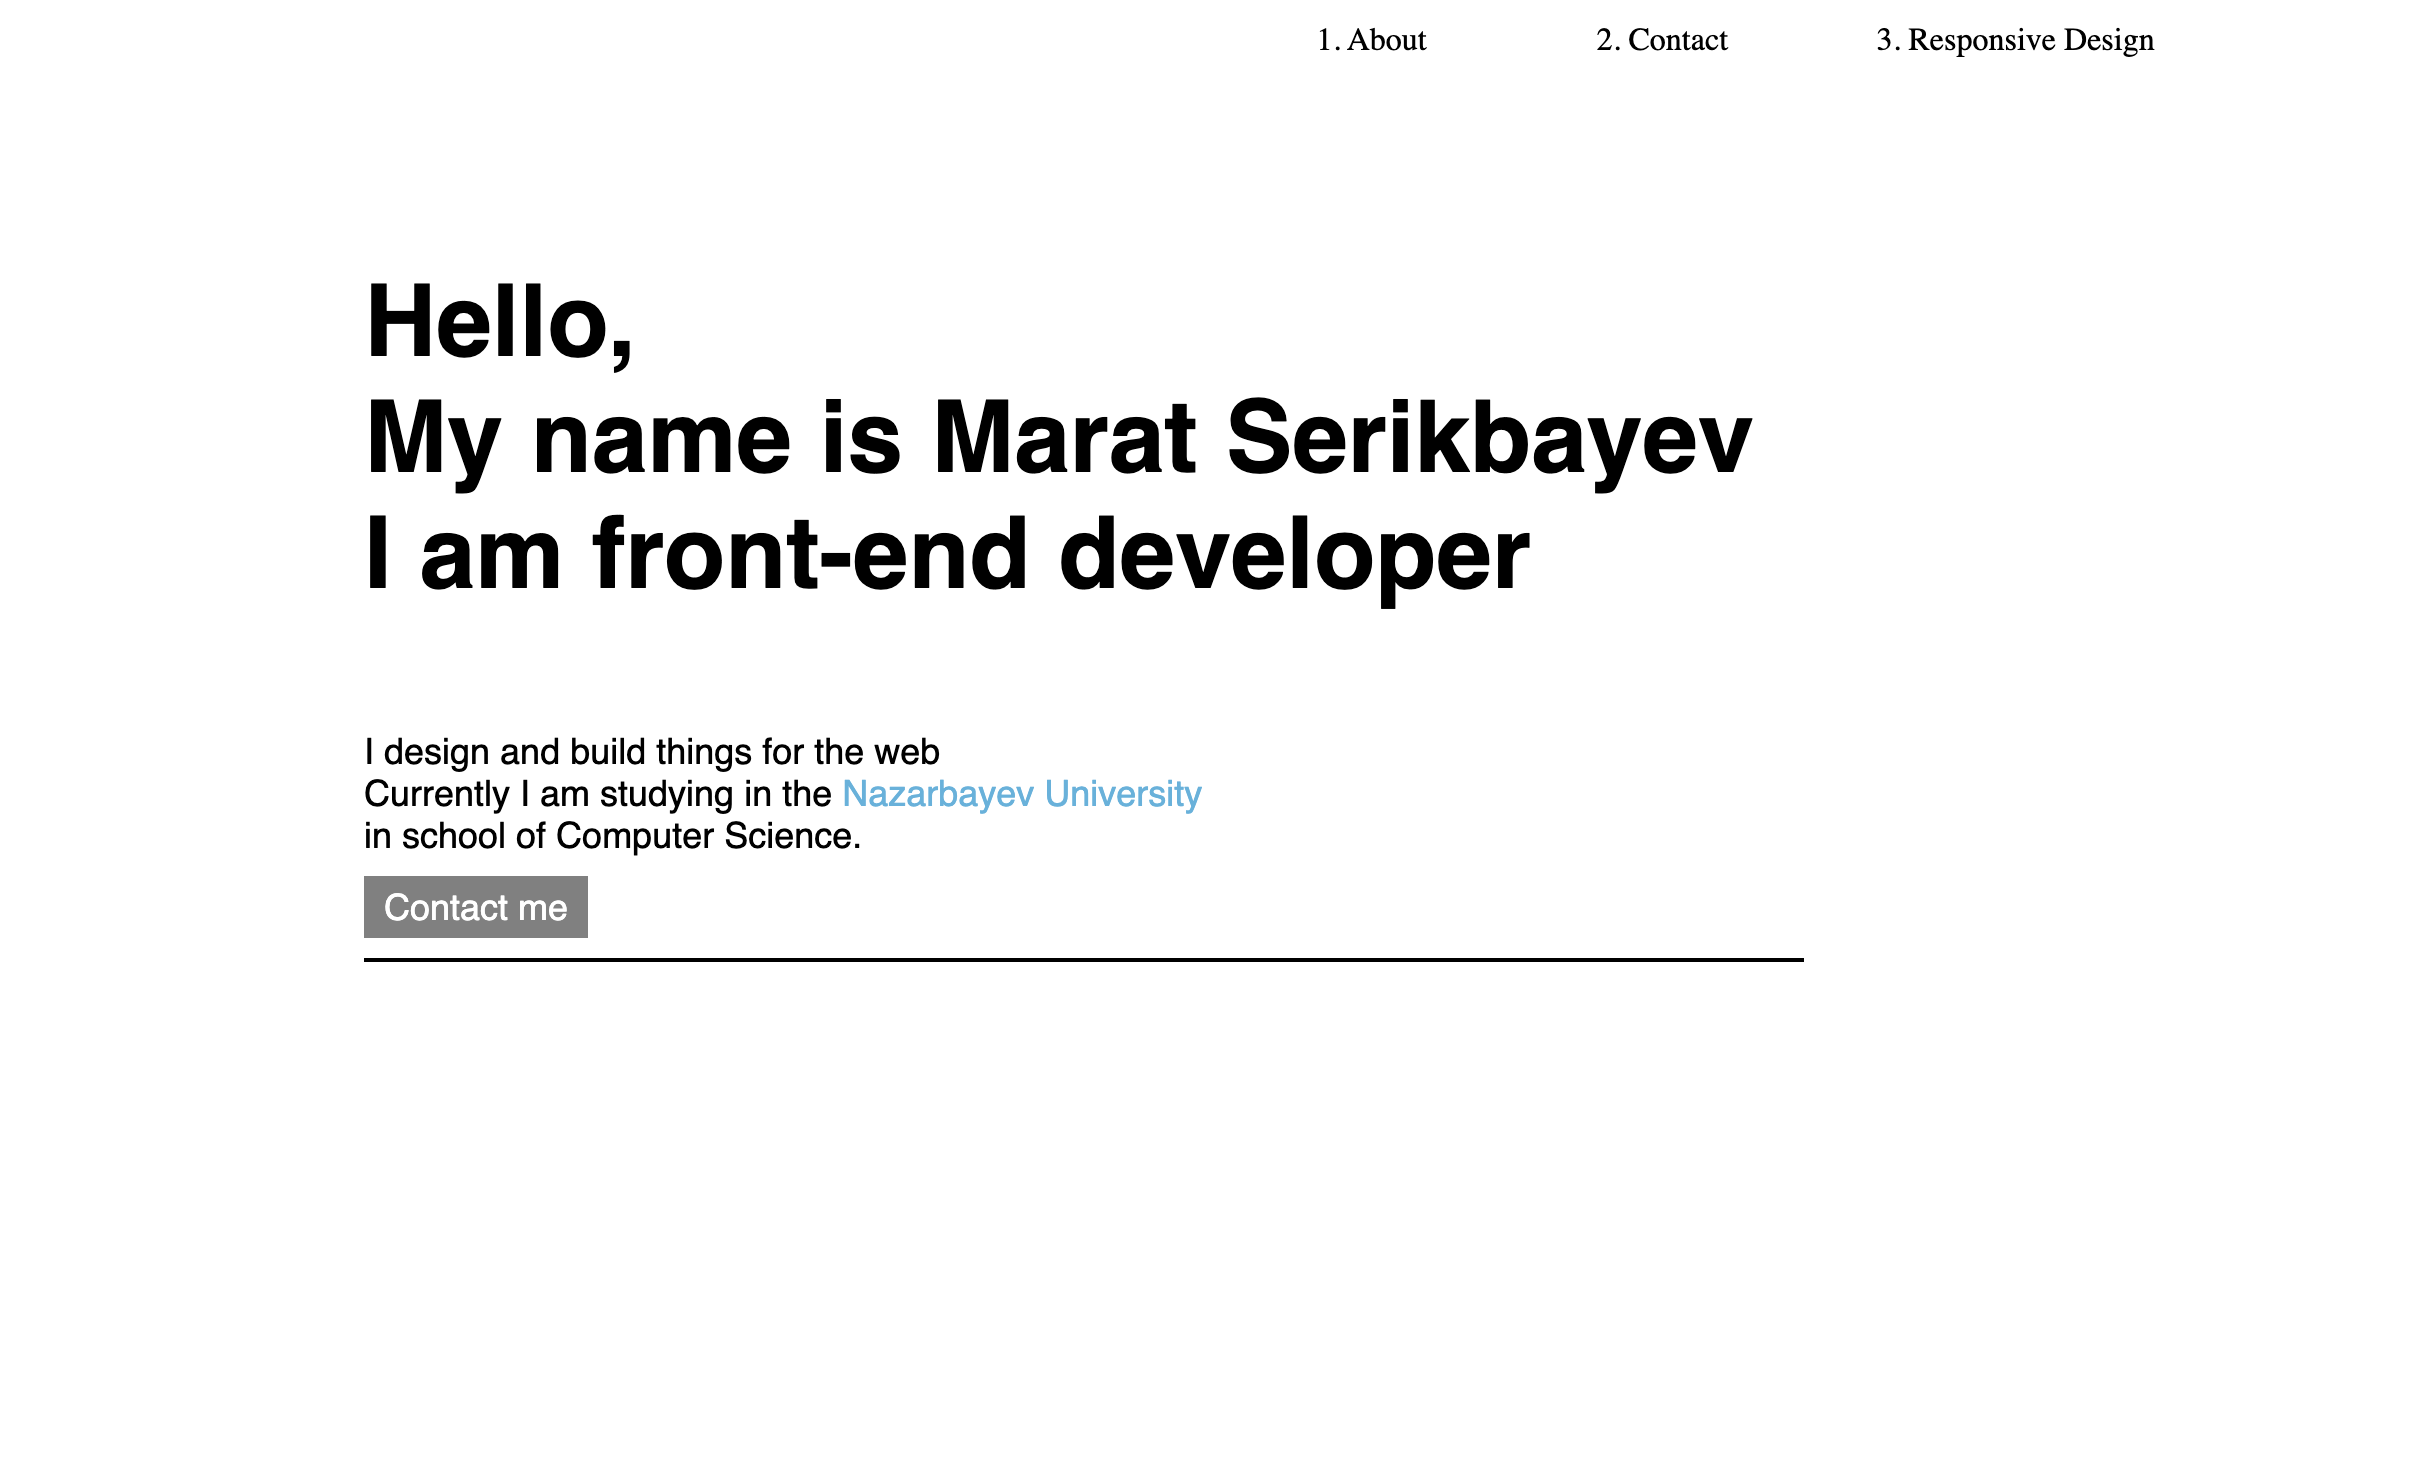 1. About
2. Contact
3. Responsive Design
Hello,
My name is Marat Serikbayev
I am front-end developer
I design and build things for the web
Currently I am studying in the Nazarbayev University
in school of Computer Science.
Contact me